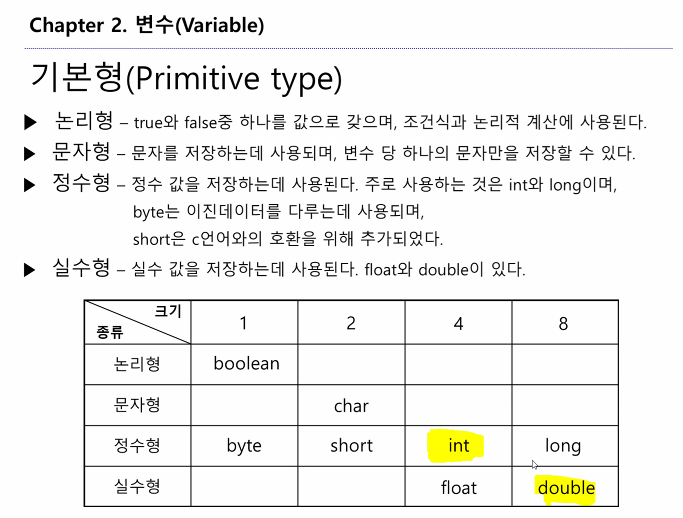 Chapter 2. 변수(Variable)
기본형(Primitive type)
▶ 논리형 – true와 false중 하나를 값으로 갖으며, 조건식과 논리적 계산에 사용된다.
▶ 문자형 – 문자를 저장하는데 사용되며, 변수 당 하나의 문자만을 저장할 수 있다.
▶ 정수형 – 정수 값을 저장하는데 사용된다. 주로 사용하는 것은 int와 long이며,
byte는 이진데이터를 다루는데 사용되며,
short은 c언어와의 호환을 위해 추가되었다.
▶ 실수형 – 실수 값을 저장하는데 사용된다. float와 double이 있다.
크기
종류 1 2 4 8
논리형 boolean
문자형 char
정수형 byte short int long
실수형 float double